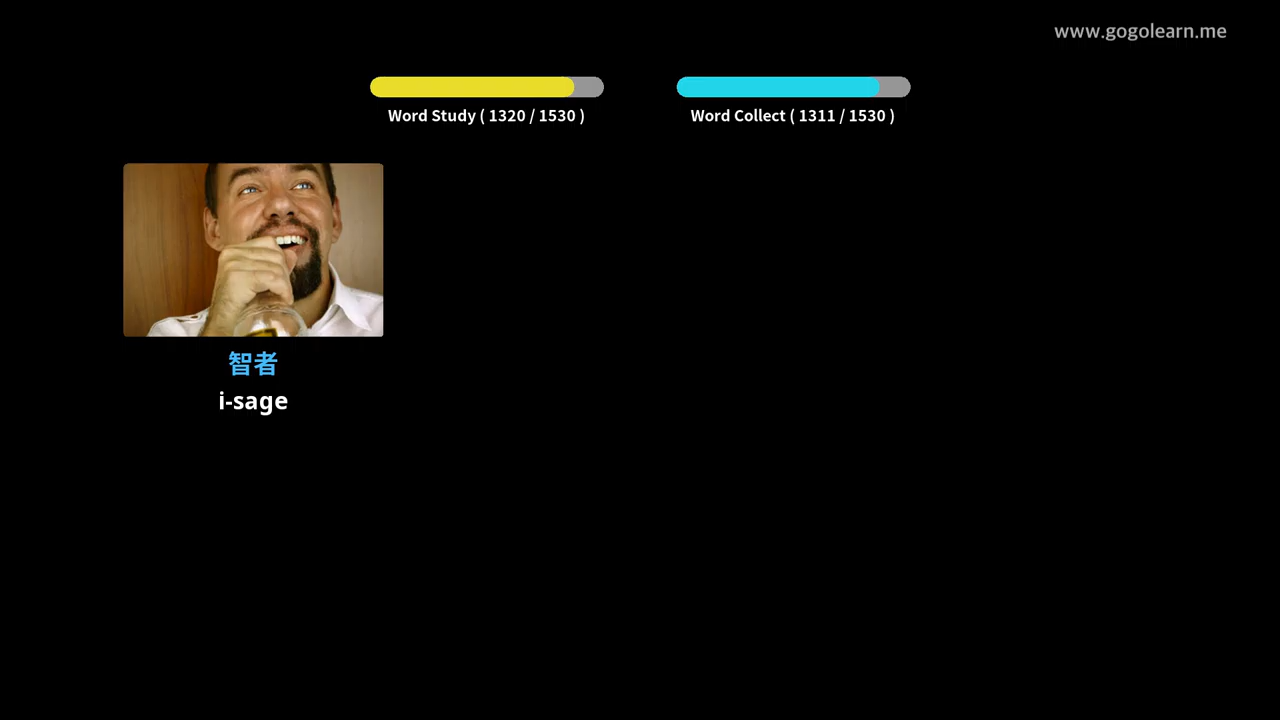 www.gogolearn.me
Word Study ( 1320 / 1530 )
Word Collect ( 1311 / 1530 )
智者
i-sage